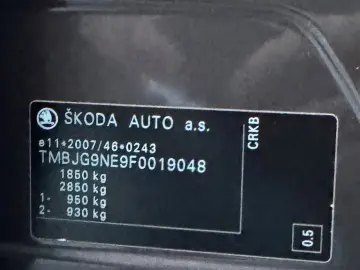 ŠKODA AUTO a.s.
e11*2007/46*0243
TMBJG9NE9F0019048
1850 kg
2850 kg
1- 950 kg
2- 930 kg
CRKB
0.5